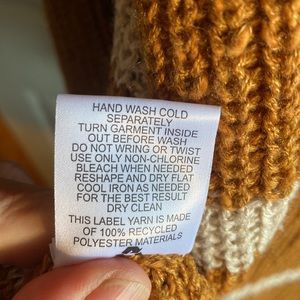 HAND WASH COLD
SEPARATELY
TURN GARMENT INSIDE
OUT BEFORE WASH
DO NOT WRING OR TWIST
USE ONLY NON-CHLORINE
BLEACH WHEN NEEDED
RESHAPE AND DRY FLAT
COOL IRON AS NEEDED
FOR THE BEST RESULT
DRY CLEAN
THIS LABEL YARN IS MADE
OF 100% RECYCLED
POLYESTER MATERIALS